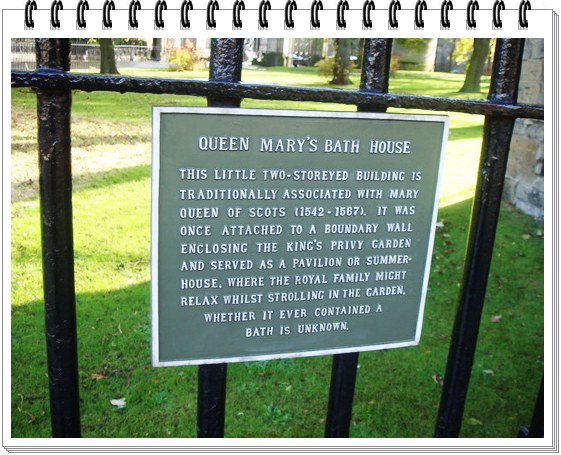 QUEEN MARY'S BATH HOUSE
THIS LITTLE TWO-STOREYED BUILDING IS
TRADITIONALLY ASSOCIATED WITH MARY
QUEEN OF SCOTS (1542-1567). IT WAS
ONCE ATTACHED TO A BOUNDARY WALL
ENCLOSING THE KING'S PRIVY GARDEN
AND SERVED AS A PAVILION OR SUMMER-
HOUSE, WHERE THE ROYAL FAMILY MIGHT
RELAX WHILST STROLLING IN THE GARDEN.
WHETHER IT EVER CONTAINED A
BATH IS UNKNOWN.